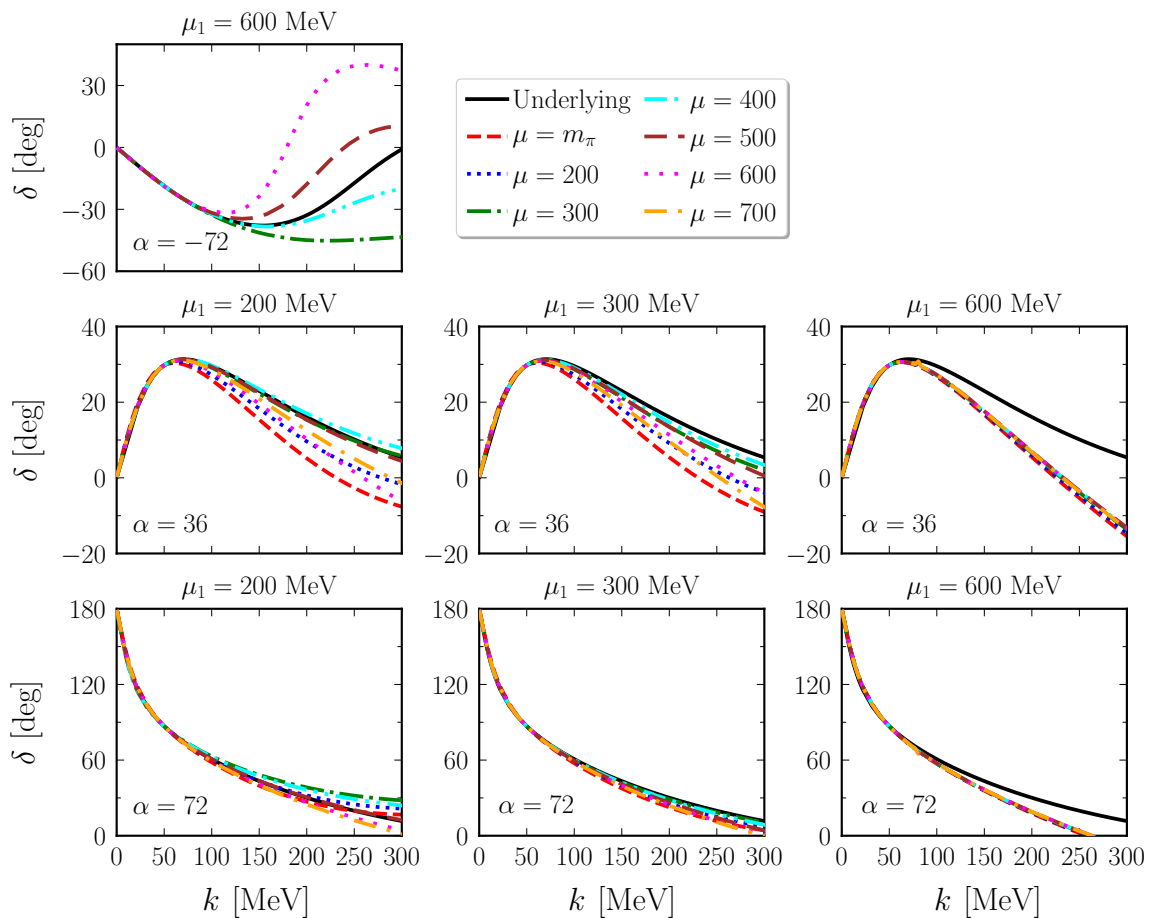 μ₁ = 600 MeV
δ [deg]
30
0
−30
−60
α = −72
Underlying
μ = m_π
μ = 200
μ = 300
μ = 400
μ = 500
μ = 600
μ = 700
μ₁ = 200 MeV
μ₁ = 300 MeV
μ₁ = 600 MeV
δ [deg]
40
20
0
−20
α = 36
α = 36
α = 36
μ₁ = 200 MeV
μ₁ = 300 MeV
μ₁ = 600 MeV
δ [deg]
180
120
60
0
α = 72
α = 72
α = 72
0 50 100 150 200 250 300
0 50 100 150 200 250 300
0 50 100 150 200 250 300
k [MeV]
k [MeV]
k [MeV]